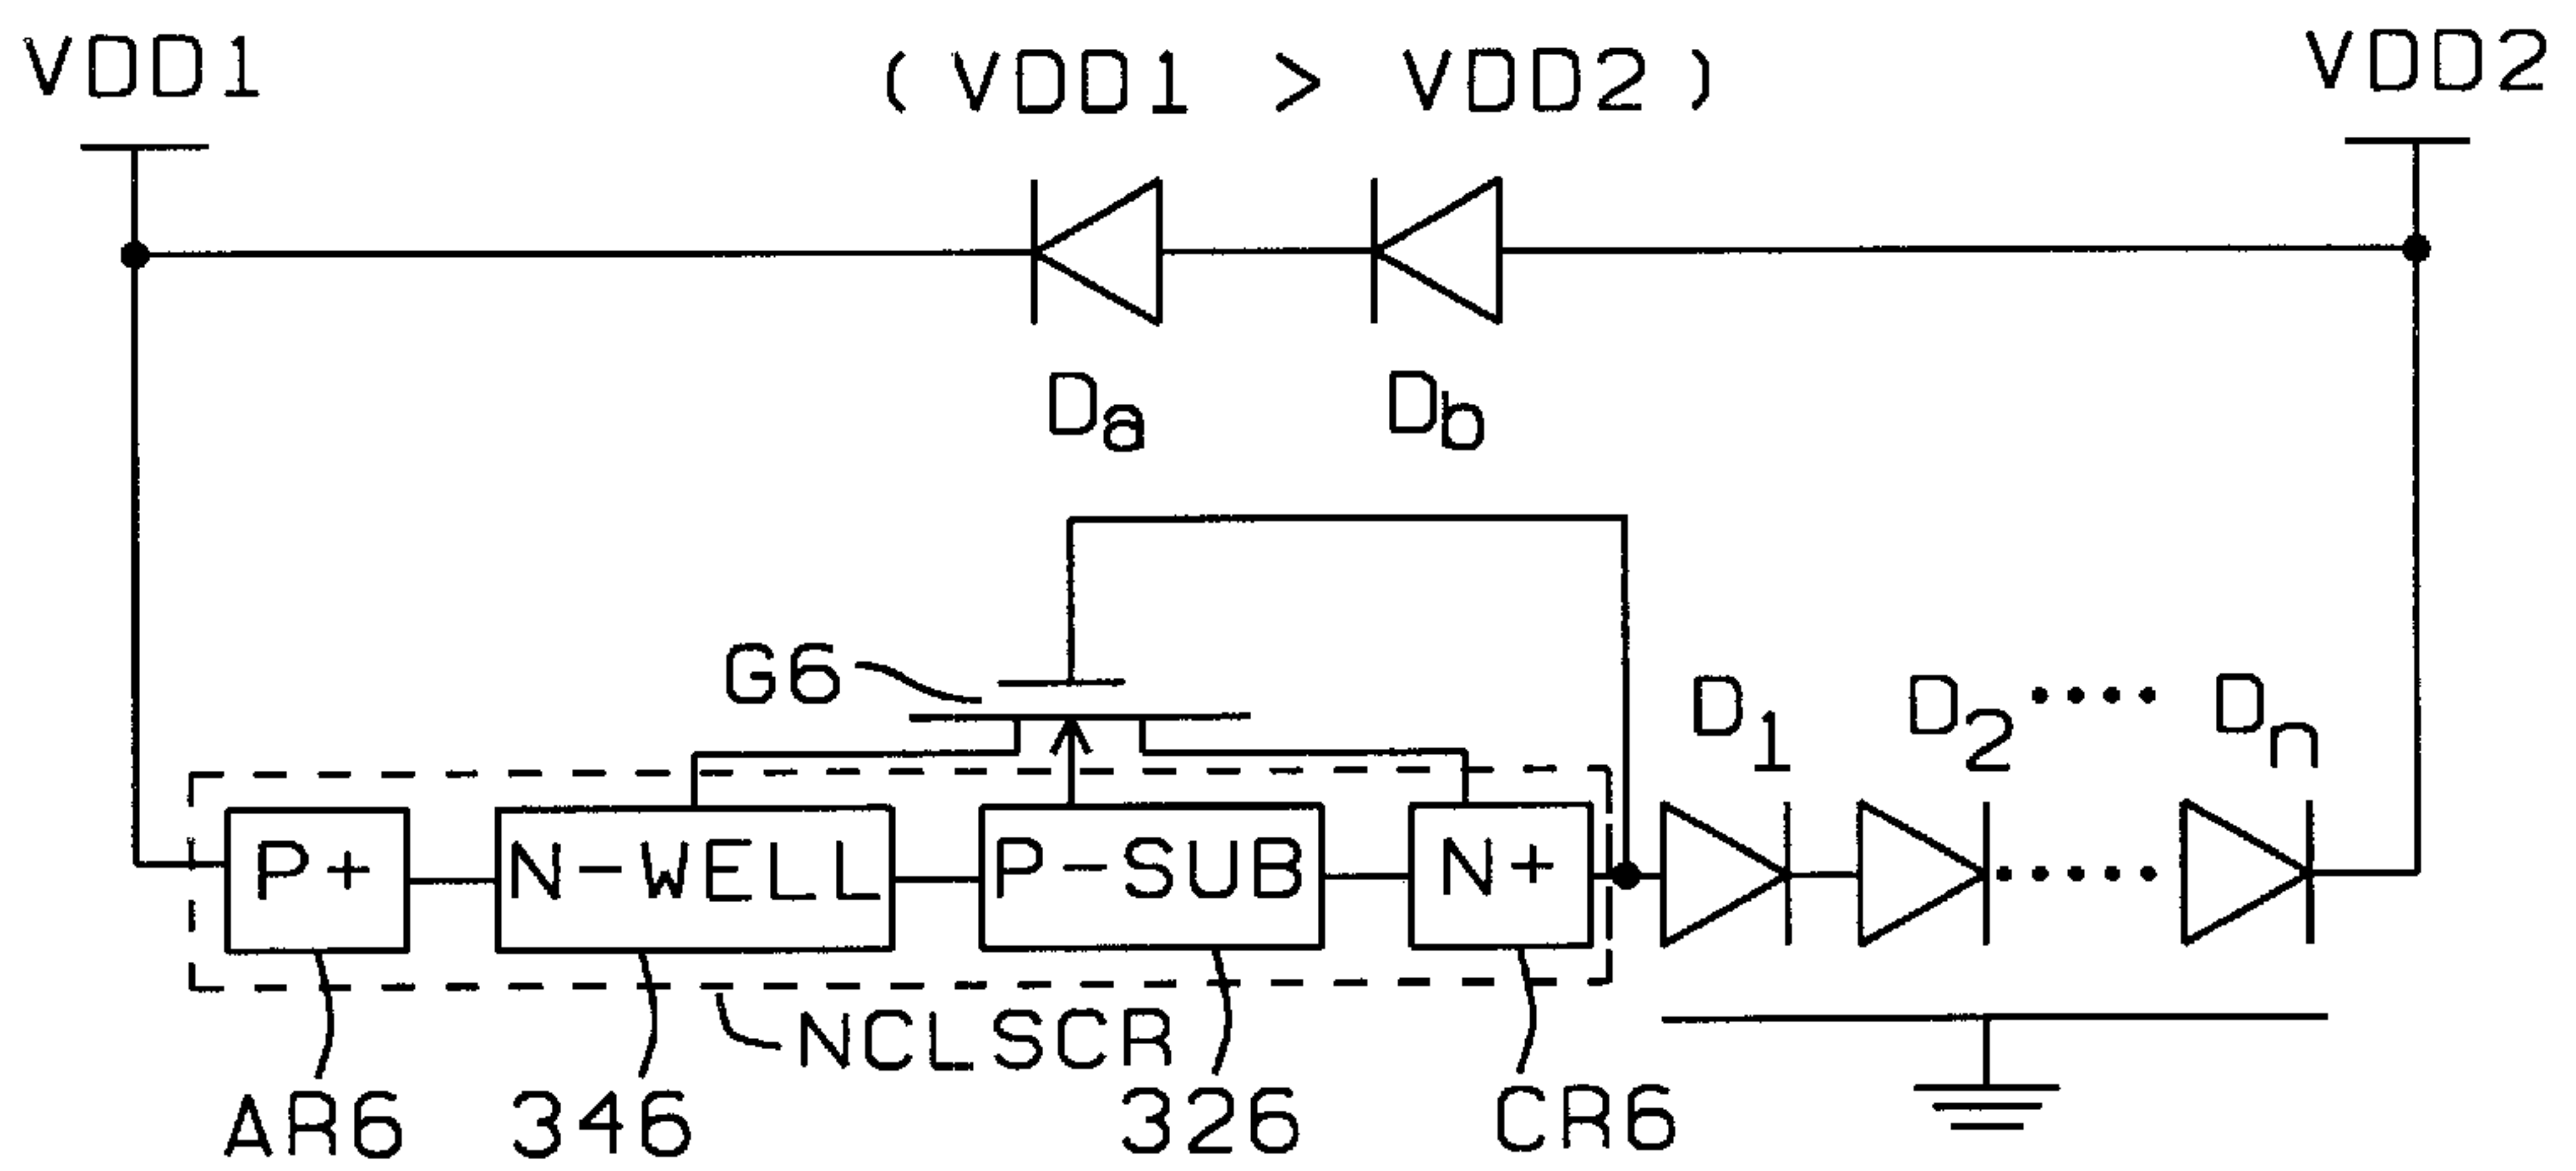 VDD1
( VDD1 > VDD2 )
VDD2
Da
Db
G6
D1
D2
Dn
P+
N-WELL
P-SUB
N+
NCLSCR
AR6
346
326
CR6